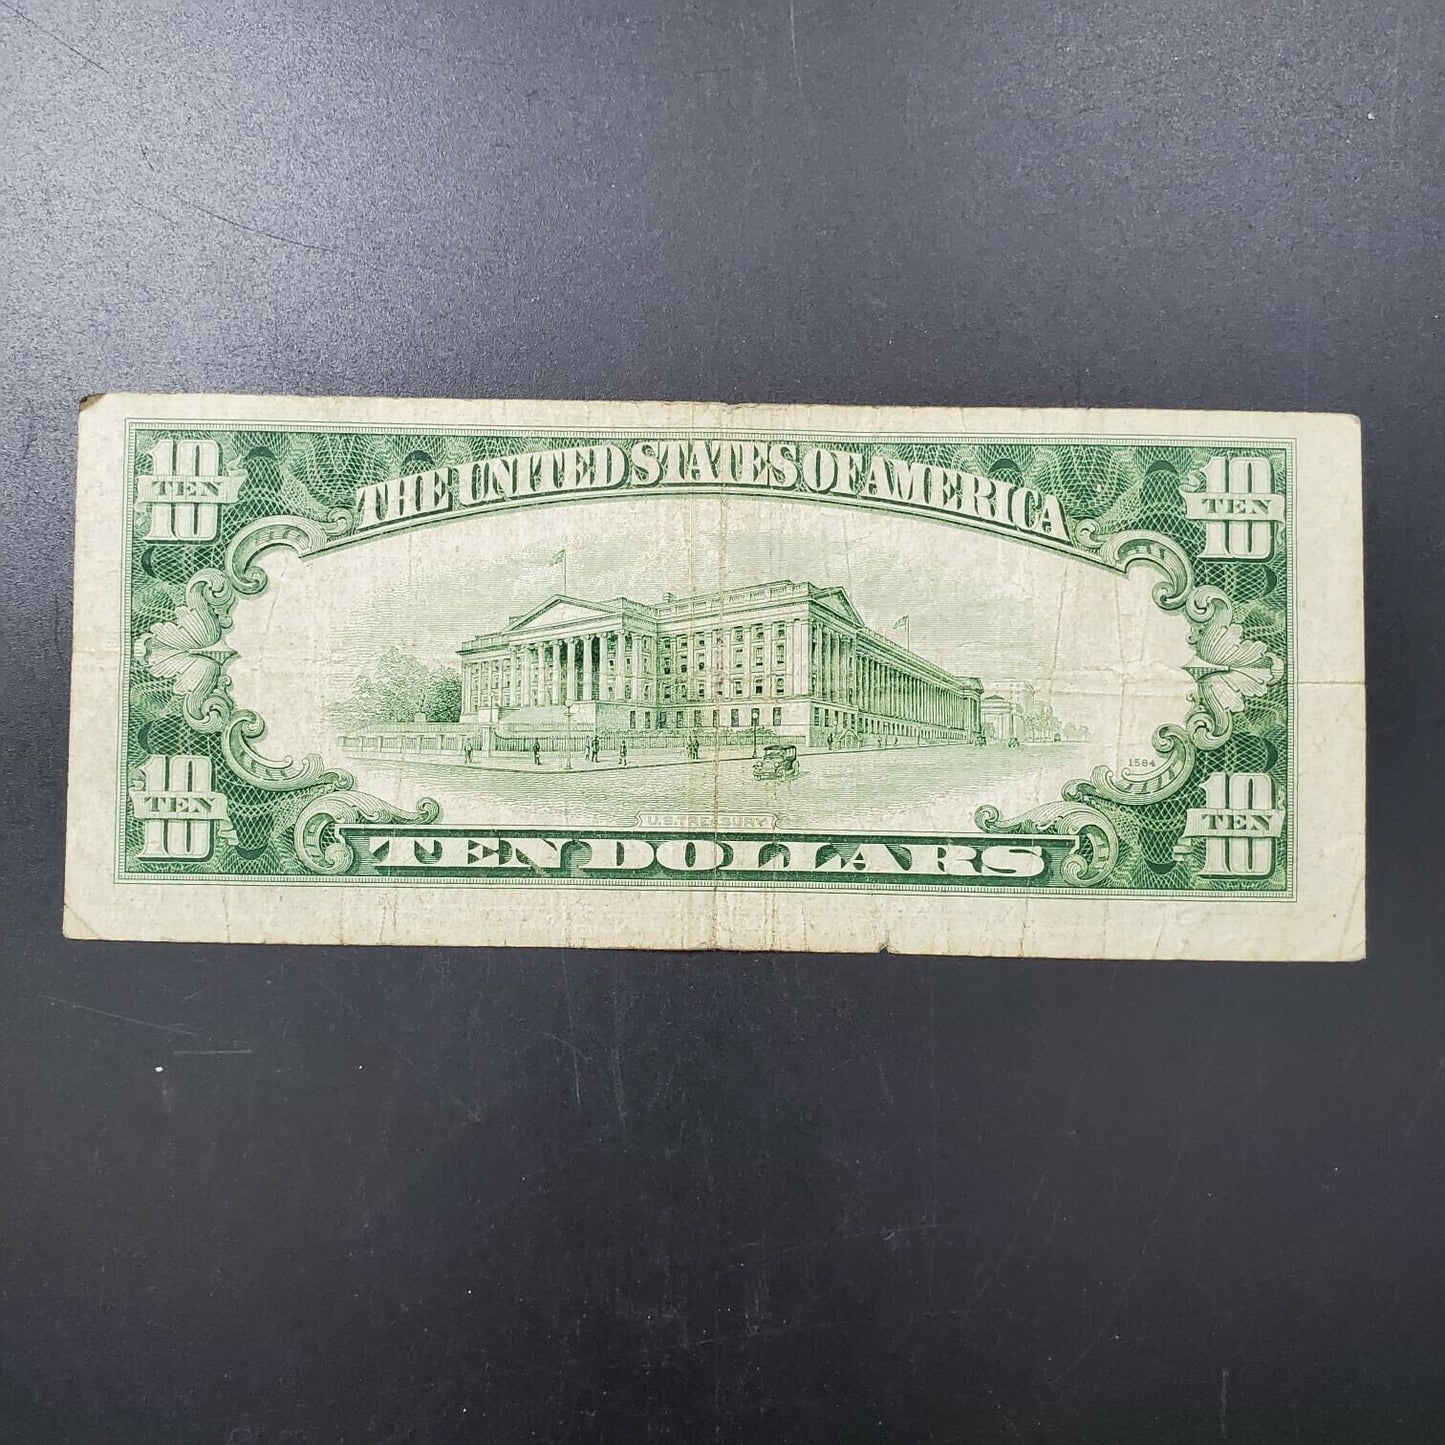 10 TEN 10
THE UNITED STATES OF AMERICA
10 TEN 10
10 TEN 10
1584
10 TEN 10
U.S. TREASURY
TEN DOLLARS